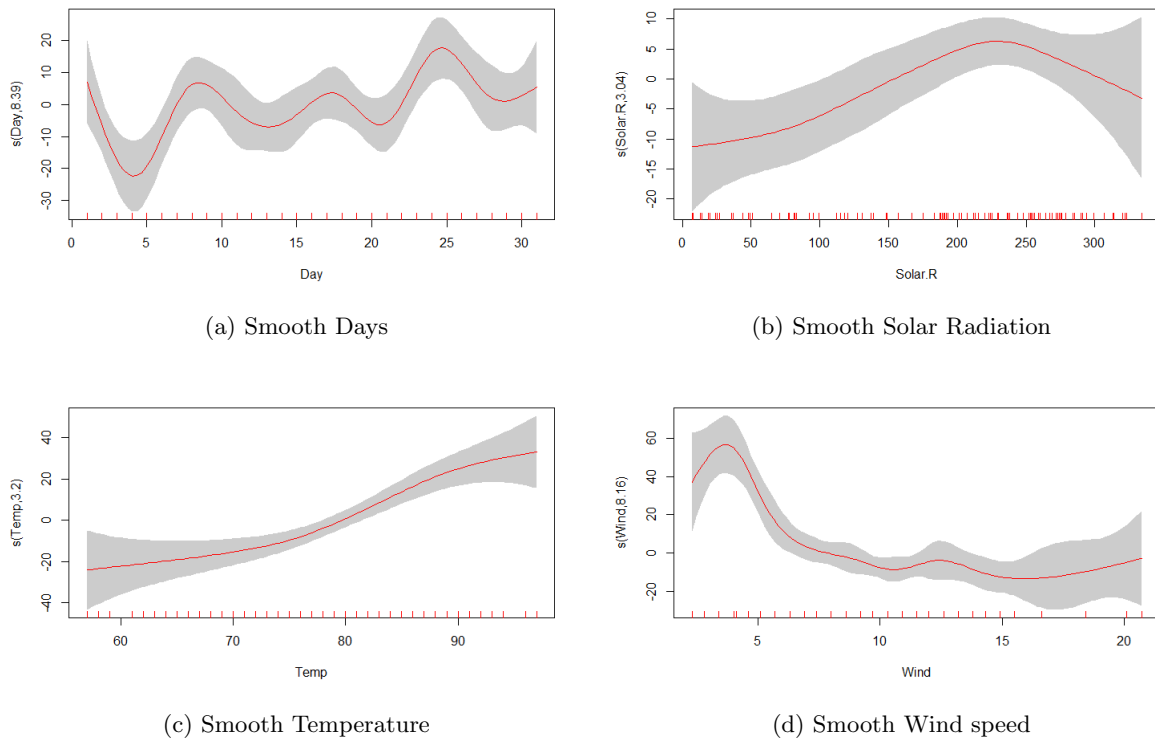 s(Day,8.39)
20
10
0
-10
-20
-30
0 5 10 15 20 25 30
Day
(a) Smooth Days
s(Solar.R,3.04)
10
5
0
-5
-10
-15
-20
0 50 100 150 200 250 300
Solar.R
(b) Smooth Solar Radiation
s(Temp,3.2)
40
20
0
-20
-40
60 70 80 90
Temp
(c) Smooth Temperature
s(Wind,8.16)
60
40
20
0
-20
5 10 15 20
Wind
(d) Smooth Wind speed